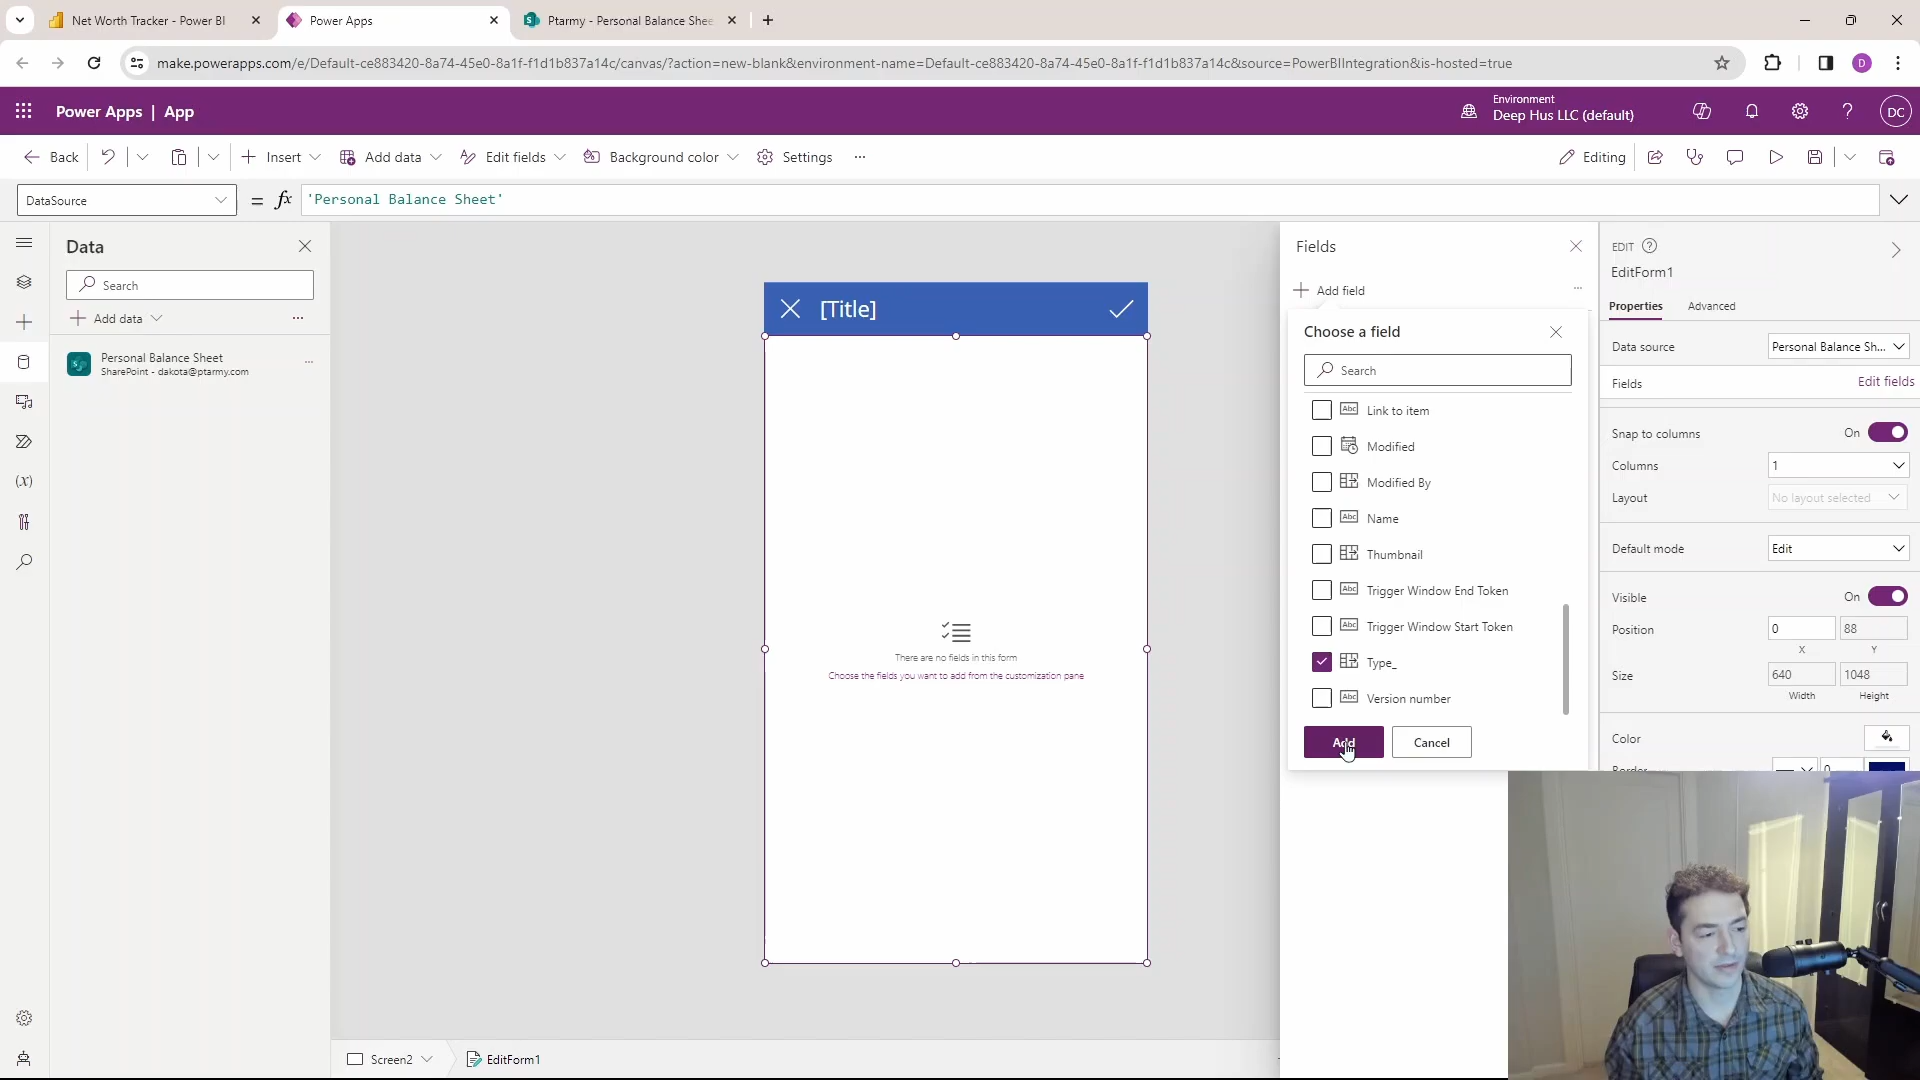 Net Worth Tracker - Power BI
Power Apps
Ptarmy - Personal Balance Shee
make.powerapps.com/e/Default-ce883420-8a74-45e0-8a1f-f1d1b837a14c/canvas/?action=new-blank&environment-name=Default-ce883420-8a74-45e0-8a1f-f1d1b837a14c&source=PowerBIIntegration&is-hosted=true
D
Power Apps | App
Environment
Deep Hus LLC (default)
DC
Back
Insert
Add data
Edit fields
Background color
Settings
Editing
DataSource
= fx 'Personal Balance Sheet'
Data
Search
Add data
Personal Balance Sheet
SharePoint - dakota@ptarmy.com
[Title]
There are no fields in this form
Choose the fields you want to add from the customization pane
Screen2
EditForm1
Fields
Add field
Choose a field
Search
Abc Link to item
Modified
Modified By
Abc Name
Thumbnail
Abc Trigger Window End Token
Abc Trigger Window Start Token
Type_
Abc Version number
Add
Cancel
EDIT
EditForm1
Properties
Advanced
Data source
Personal Balance Sh...
Fields
Edit fields
Snap to columns
On
Columns
1
Layout
No layout selected
Default mode
Edit
Visible
On
Position
0
88
X
Y
Size
640
1048
Width
Height
Color
Border
0